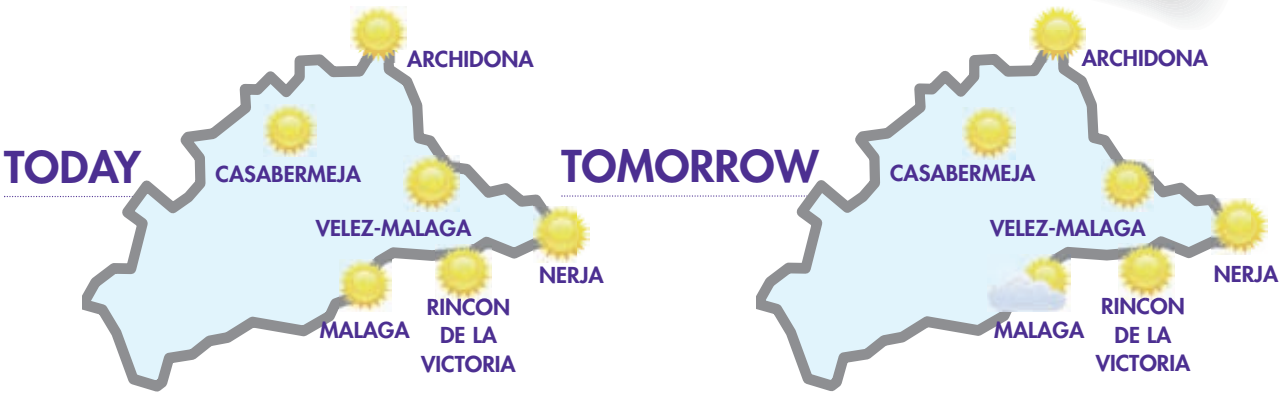 TODAY
ARCHIDONA
CASABERMEJA
VELEZ-MALAGA
NERJA
MALAGA
RINCON
DE LA
VICTORIA
TOMORROW
ARCHIDONA
CASABERMEJA
VELEZ-MALAGA
NERJA
MALAGA
RINCON
DE LA
VICTORIA